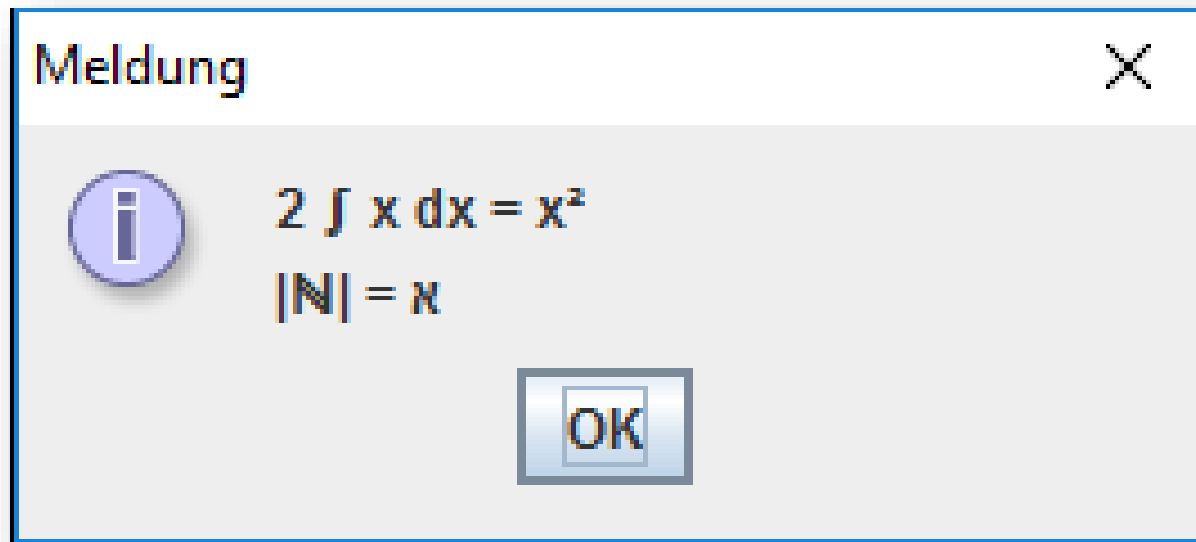 Meldung
2 ∫ x dx = x²
|ℕ| = א
OK